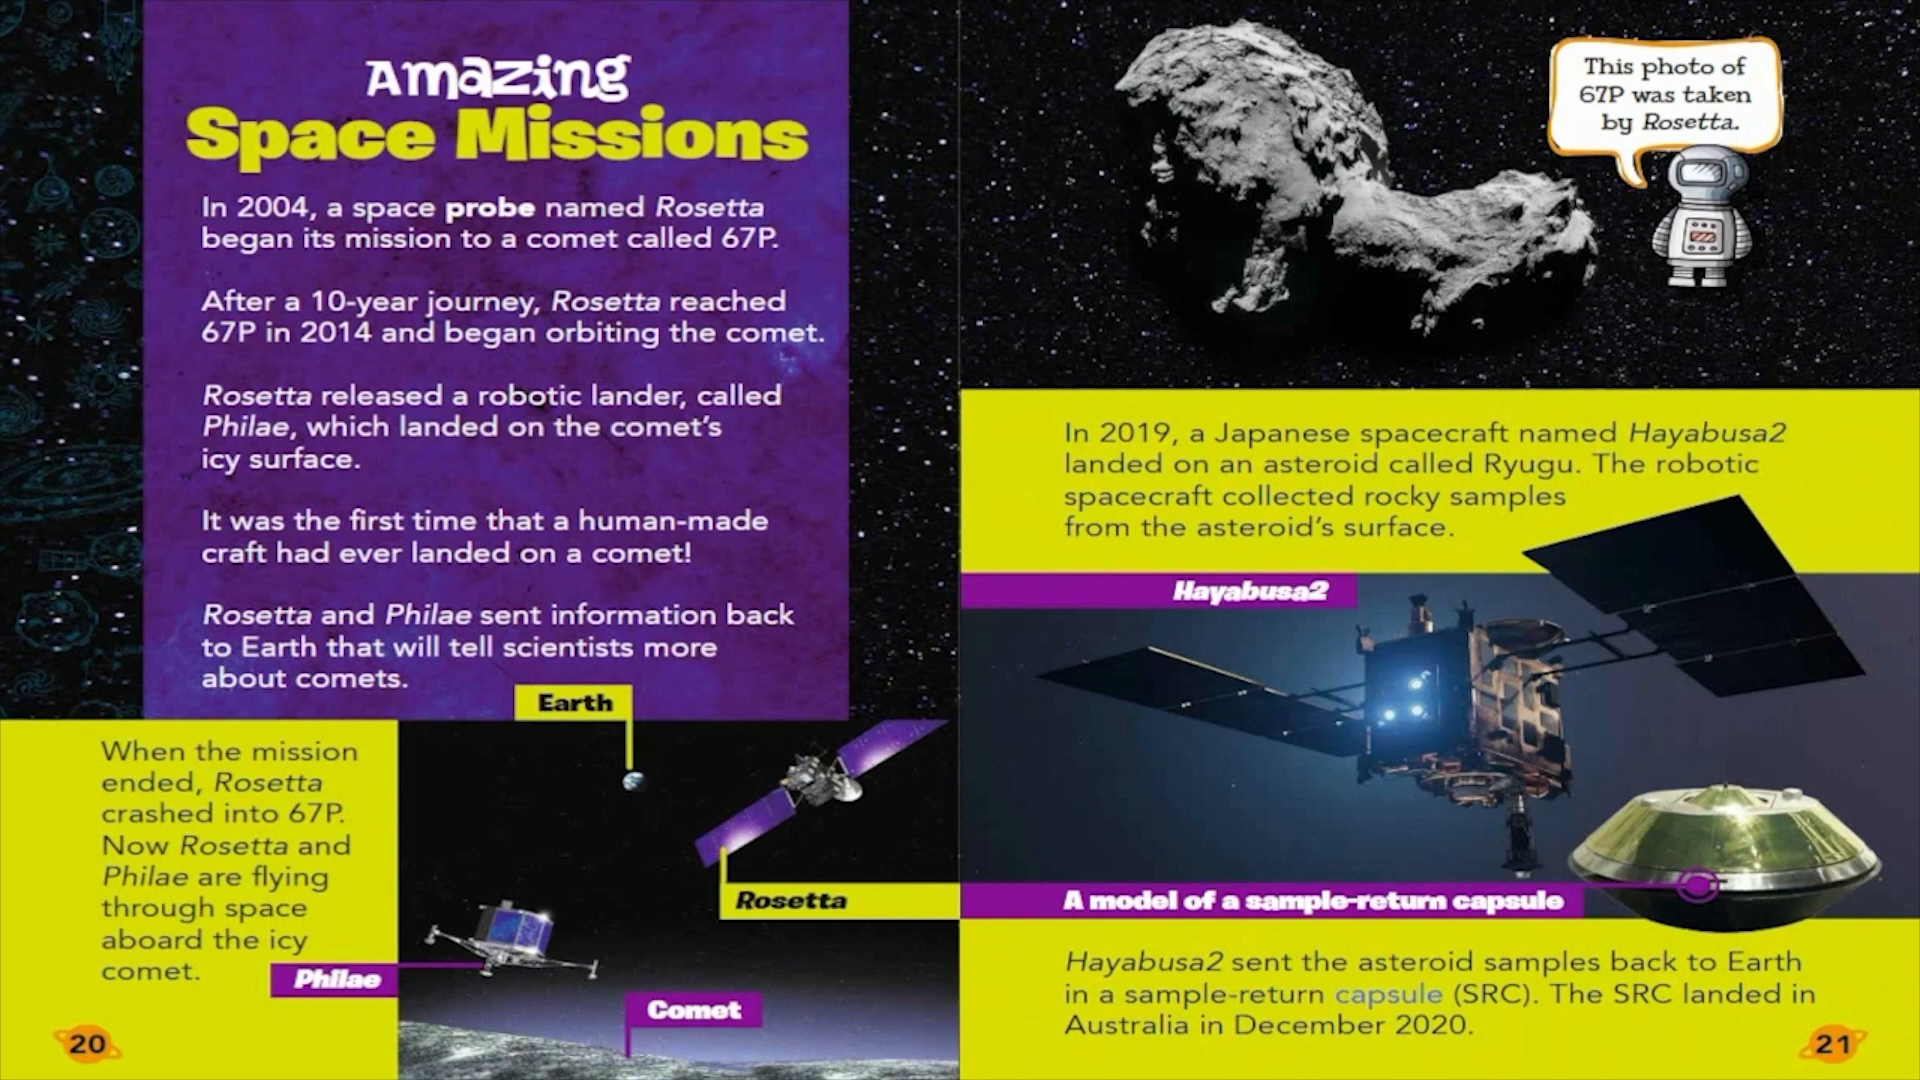 Amazing
Space Missions
In 2004, a space probe named Rosetta
began its mission to a comet called 67P.
After a 10-year journey, Rosetta reached
67P in 2014 and began orbiting the comet.
Rosetta released a robotic lander, called
Philae, which landed on the comet's
icy surface.
It was the first time that a human-made
craft had ever landed on a comet!
Rosetta and Philae sent information back
to Earth that will tell scientists more
about comets.
Earth
When the mission
ended, Rosetta
crashed into 67P.
Now Rosetta and
Philae are flying
through space
aboard the icy
comet.
Rosetta
Philae
Comet
20
This photo of
67P was taken
by Rosetta.
In 2019, a Japanese spacecraft named Hayabusa2
landed on an asteroid called Ryugu. The robotic
spacecraft collected rocky samples
from the asteroid's surface.
Hayabusa2
A model of a sample-return capsule
Hayabusa2 sent the asteroid samples back to Earth
in a sample-return capsule (SRC). The SRC landed in
Australia in December 2020.
21